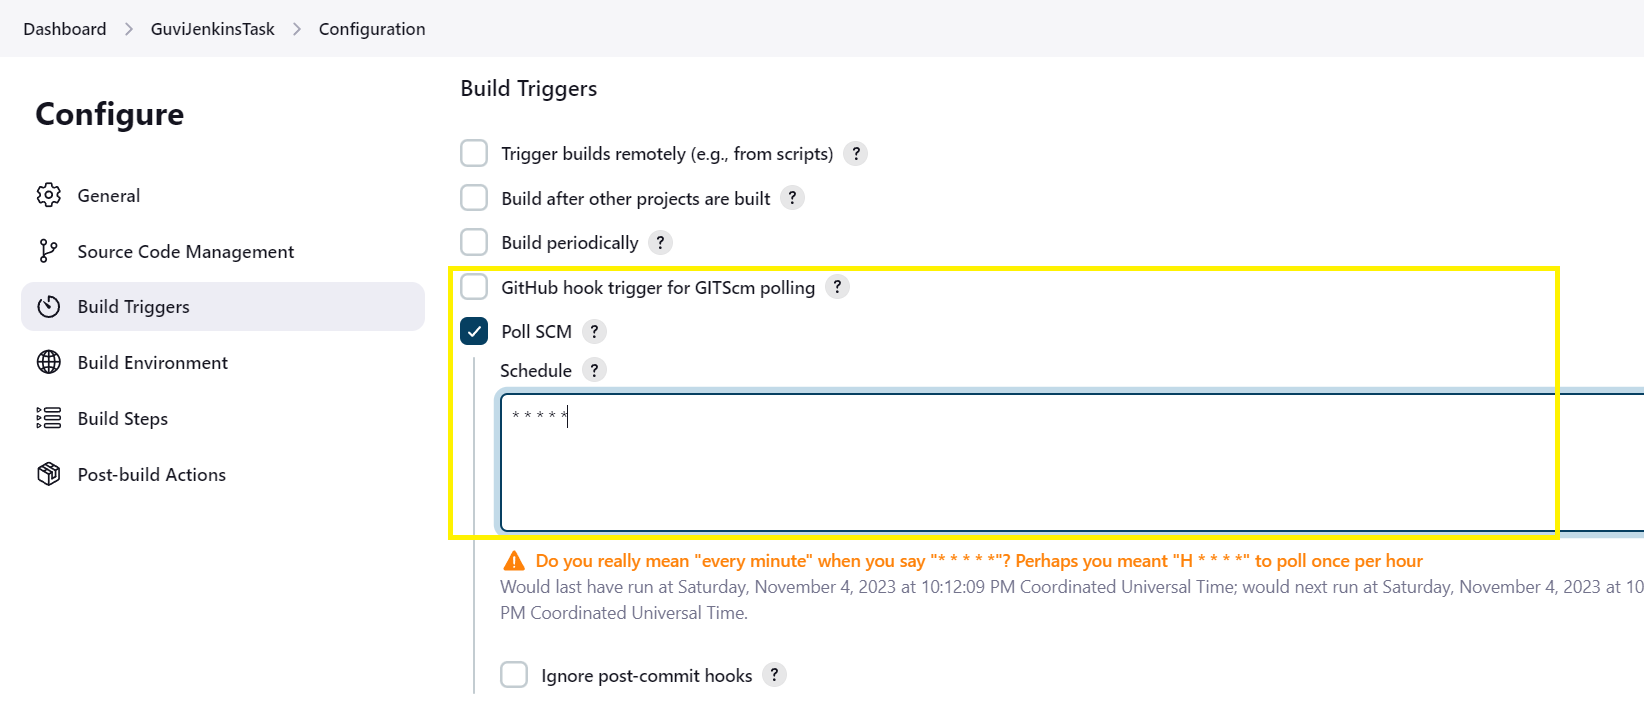 Dashboard > GuviJenkinsTask > Configuration
Configure
General
Source Code Management
Build Triggers
Build Environment
Build Steps
Post-build Actions
Build Triggers
Trigger builds remotely (e.g., from scripts) ?
Build after other projects are built ?
Build periodically ?
GitHub hook trigger for GITScm polling ?
Poll SCM ?
Schedule ?
* * * * *
Do you really mean "every minute" when you say "* * * * *"? Perhaps you meant "H * * * *" to poll once per hour
Would last have run at Saturday, November 4, 2023 at 10:12:09 PM Coordinated Universal Time; would next run at Saturday, November 4, 2023 at 10
PM Coordinated Universal Time.
Ignore post-commit hooks ?